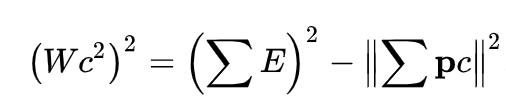 (Wc²)² = (∑ E)² − ‖∑ 𝐩c‖²